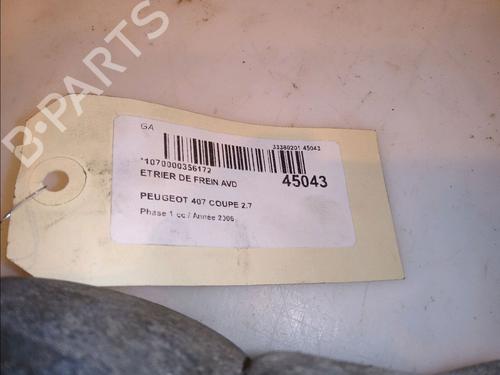 B-PARTS
GA
33380201 45043
*1070000356172
ETRIER DE FREIN AVD
45043
PEUGEOT 407 COUPE 2.7
Phase 1 cc / Année 2006